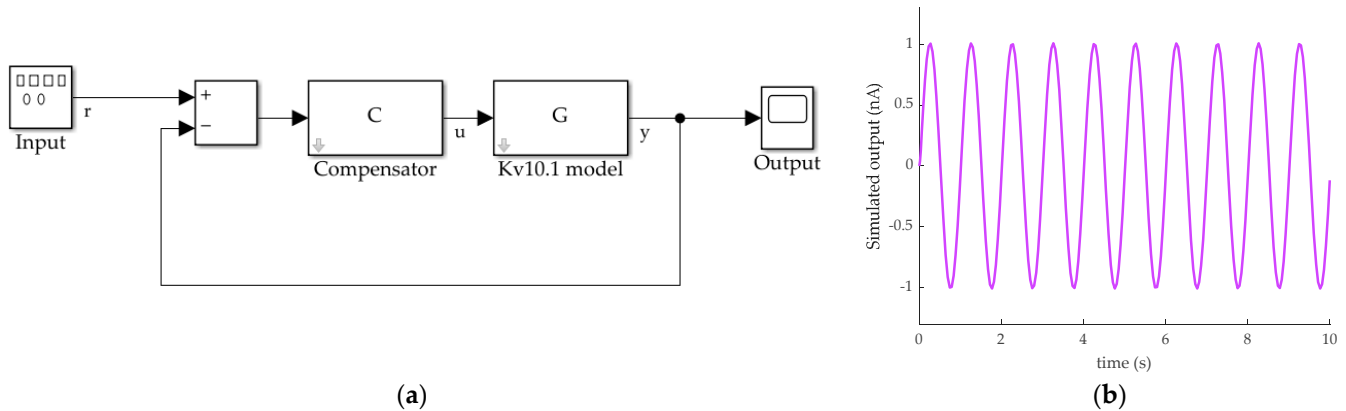 r
Input
+
−
C
Compensator
u
G
Kv10.1 model
y
Output
(a)
Simulated output (nA)
1
0.5
0
-0.5
-1
0 2 4 6 8 10
time (s)
(b)